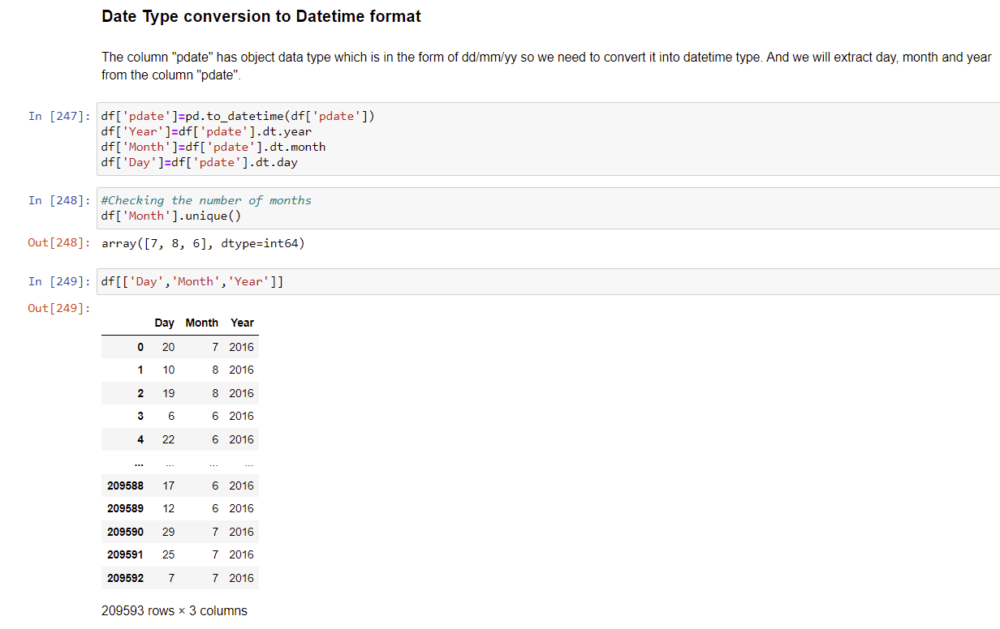 Date Type conversion to Datetime format
The column "pdate" has object data type which is in the form of dd/mm/yy so we need to convert it into datetime type. And we will extract day, month and year
from the column "pdate".
In [247]: df['pdate']=pd.to_datetime(df['pdate'])
df['Year']=df['pdate'].dt.year
df['Month']=df['pdate'].dt.month
df['Day']=df['pdate'].dt.day
In [248]: #Checking the number of months
df['Month'].unique()
Out[248]: array([7, 8, 6], dtype=int64)
In [249]: df[['Day','Month','Year']]
Out[249]:
Day Month Year
0 20 7 2016
1 10 8 2016
2 19 8 2016
3 6 6 2016
4 22 6 2016
... ... ... ...
209588 17 6 2016
209589 12 6 2016
209590 29 7 2016
209591 25 7 2016
209592 7 7 2016
209593 rows × 3 columns